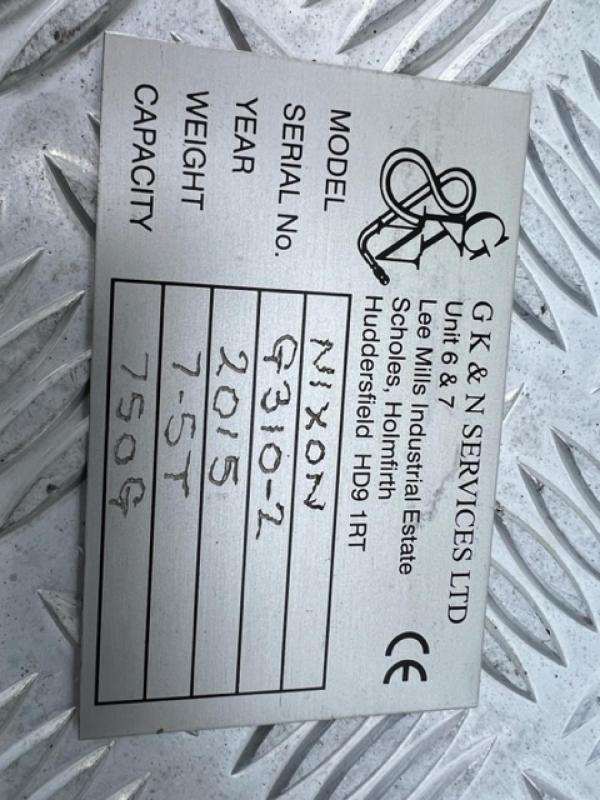 GKN
G K & N SERVICES LTD
Unit 6 & 7
Lee Mills Industrial Estate
Scholes, Holmfirth
Huddersfield HD9 1RT
CE
MODEL NIXON
SERIAL No. G310-2
YEAR 2015
WEIGHT 7-5T
CAPACITY 750G